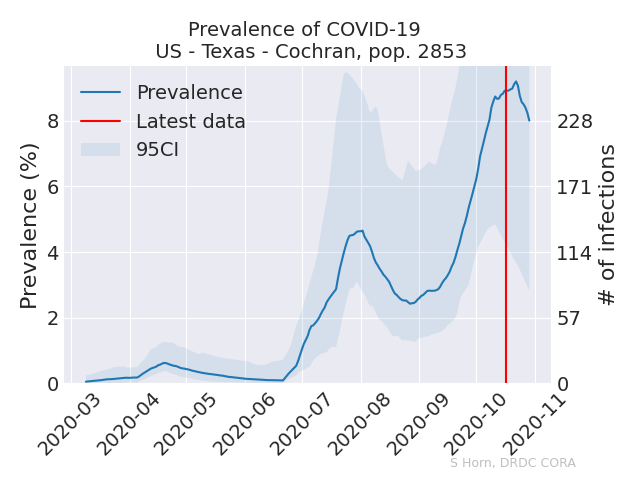 Prevalence of COVID-19
US - Texas - Cochran, pop. 2853
Prevalence
Latest data
95CI
Prevalence (%)
8
6
4
2
0
228
171
114
57
0
# of infections
2020-03
2020-04
2020-05
2020-06
2020-07
2020-08
2020-09
2020-10
2020-11
S Horn, DRDC CORA